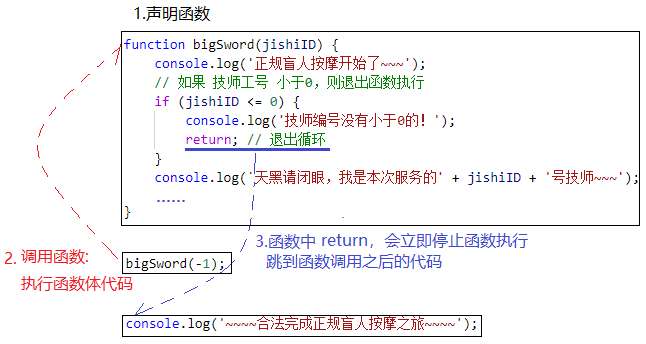 1.声明函数
function bigSword(jishiID) {
console.log('正规盲人按摩开始了~~~');
// 如果 技师工号 小于0，则退出函数执行
if (jishiID <= 0) {
console.log('技师编号没有小于0的！');
return; // 退出循环
}
console.log('天黑请闭眼，我是本次服务的' + jishiID + '号技师~~~');
......
}
2. 调用函数:
执行函数体代码
bigSword(-1);
3.函数中 return，会立即停止函数执行
跳到函数调用之后的代码
console.log('~~~~合法完成正规盲人按摩之旅~~~~');